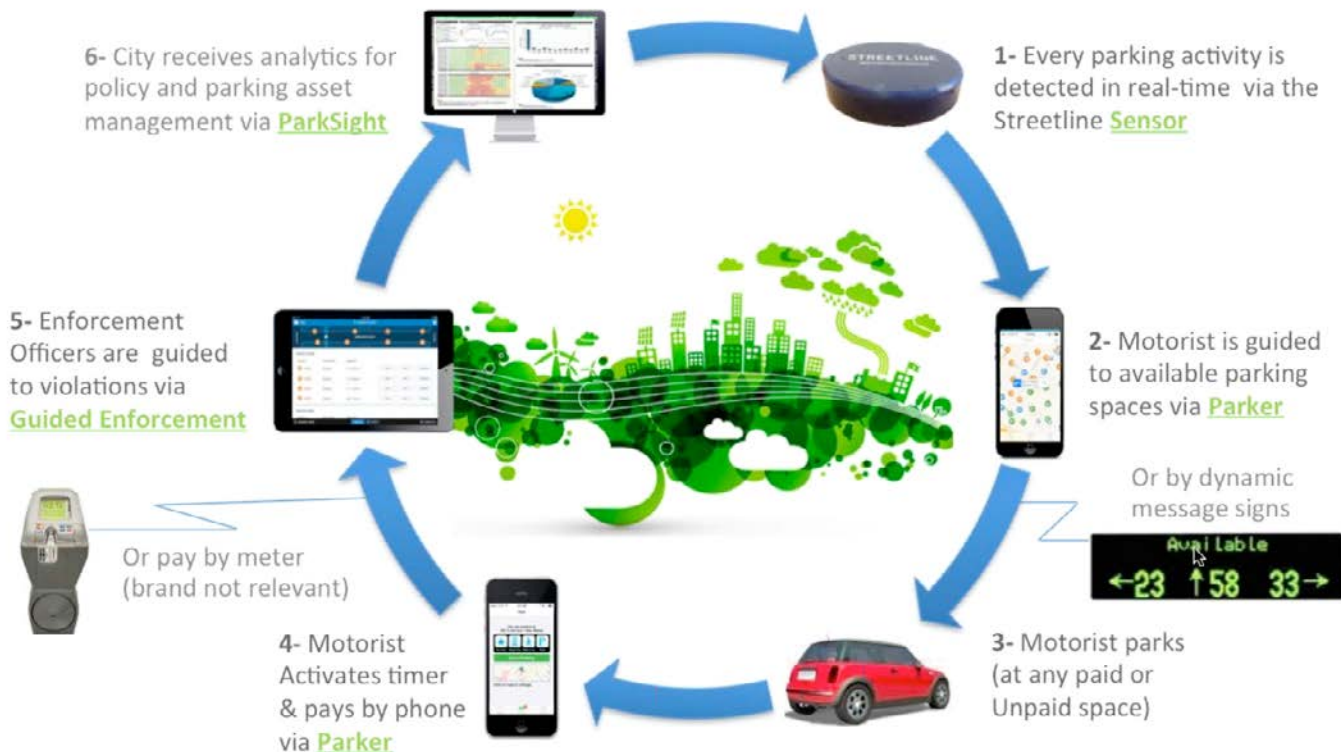 6- City receives analytics for
policy and parking asset
management via ParkSight
STREETLINE
1- Every parking activity is
detected in real-time via the
Streetline Sensor
2- Motorist is guided
to available parking
spaces via Parker
Or by dynamic
message signs
Available
←23 ↑58 33→
3- Motorist parks
(at any paid or
Unpaid space)
4- Motorist
Activates timer
& pays by phone
via Parker
Or pay by meter
(brand not relevant)
5- Enforcement
Officers are guided
to violations via
Guided Enforcement